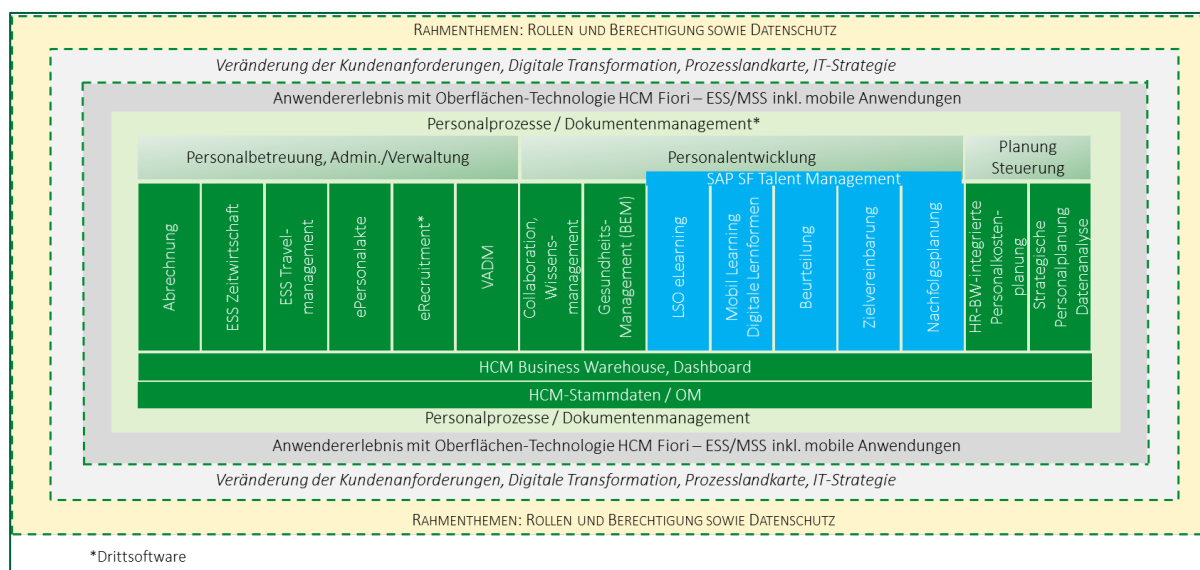 RAHMENTHEMEN: ROLLEN UND BERECHTIGUNG SOWIE DATENSCHUTZ
Veränderung der Kundenanforderungen, Digitale Transformation, Prozesslandkarte, IT-Strategie
Anwendererlebnis mit Oberflächen-Technologie HCM Fiori – ESS/MSS inkl. mobile Anwendungen
Personalprozesse / Dokumentenmanagement*
Personalbetreuung, Admin./Verwaltung
Personalentwicklung
Planung
Steuerung
SAP SF Talent Management
Abrechnung
ESS Zeitwirtschaft
ESS Travel-
management
ePersonalakte
eRecruitment*
VADM
Collaboration,
Wissens-
management
Gesundheits-
Management (BEM)
LSO eLearning
Mobil Learning
Digitale Lernformen
Beurteilung
Zielvereinbarung
Nachfolgeplanung
HR-BW-integrierte
Personalkosten-
planung
Strategische
Personalplanung
Datenanalyse
HCM Business Warehouse, Dashboard
HCM-Stammdaten / OM
Personalprozesse / Dokumentenmanagement
Anwendererlebnis mit Oberflächen-Technologie HCM Fiori – ESS/MSS inkl. mobile Anwendungen
Veränderung der Kundenanforderungen, Digitale Transformation, Prozesslandkarte, IT-Strategie
RAHMENTHEMEN: ROLLEN UND BERECHTIGUNG SOWIE DATENSCHUTZ
*Drittsoftware